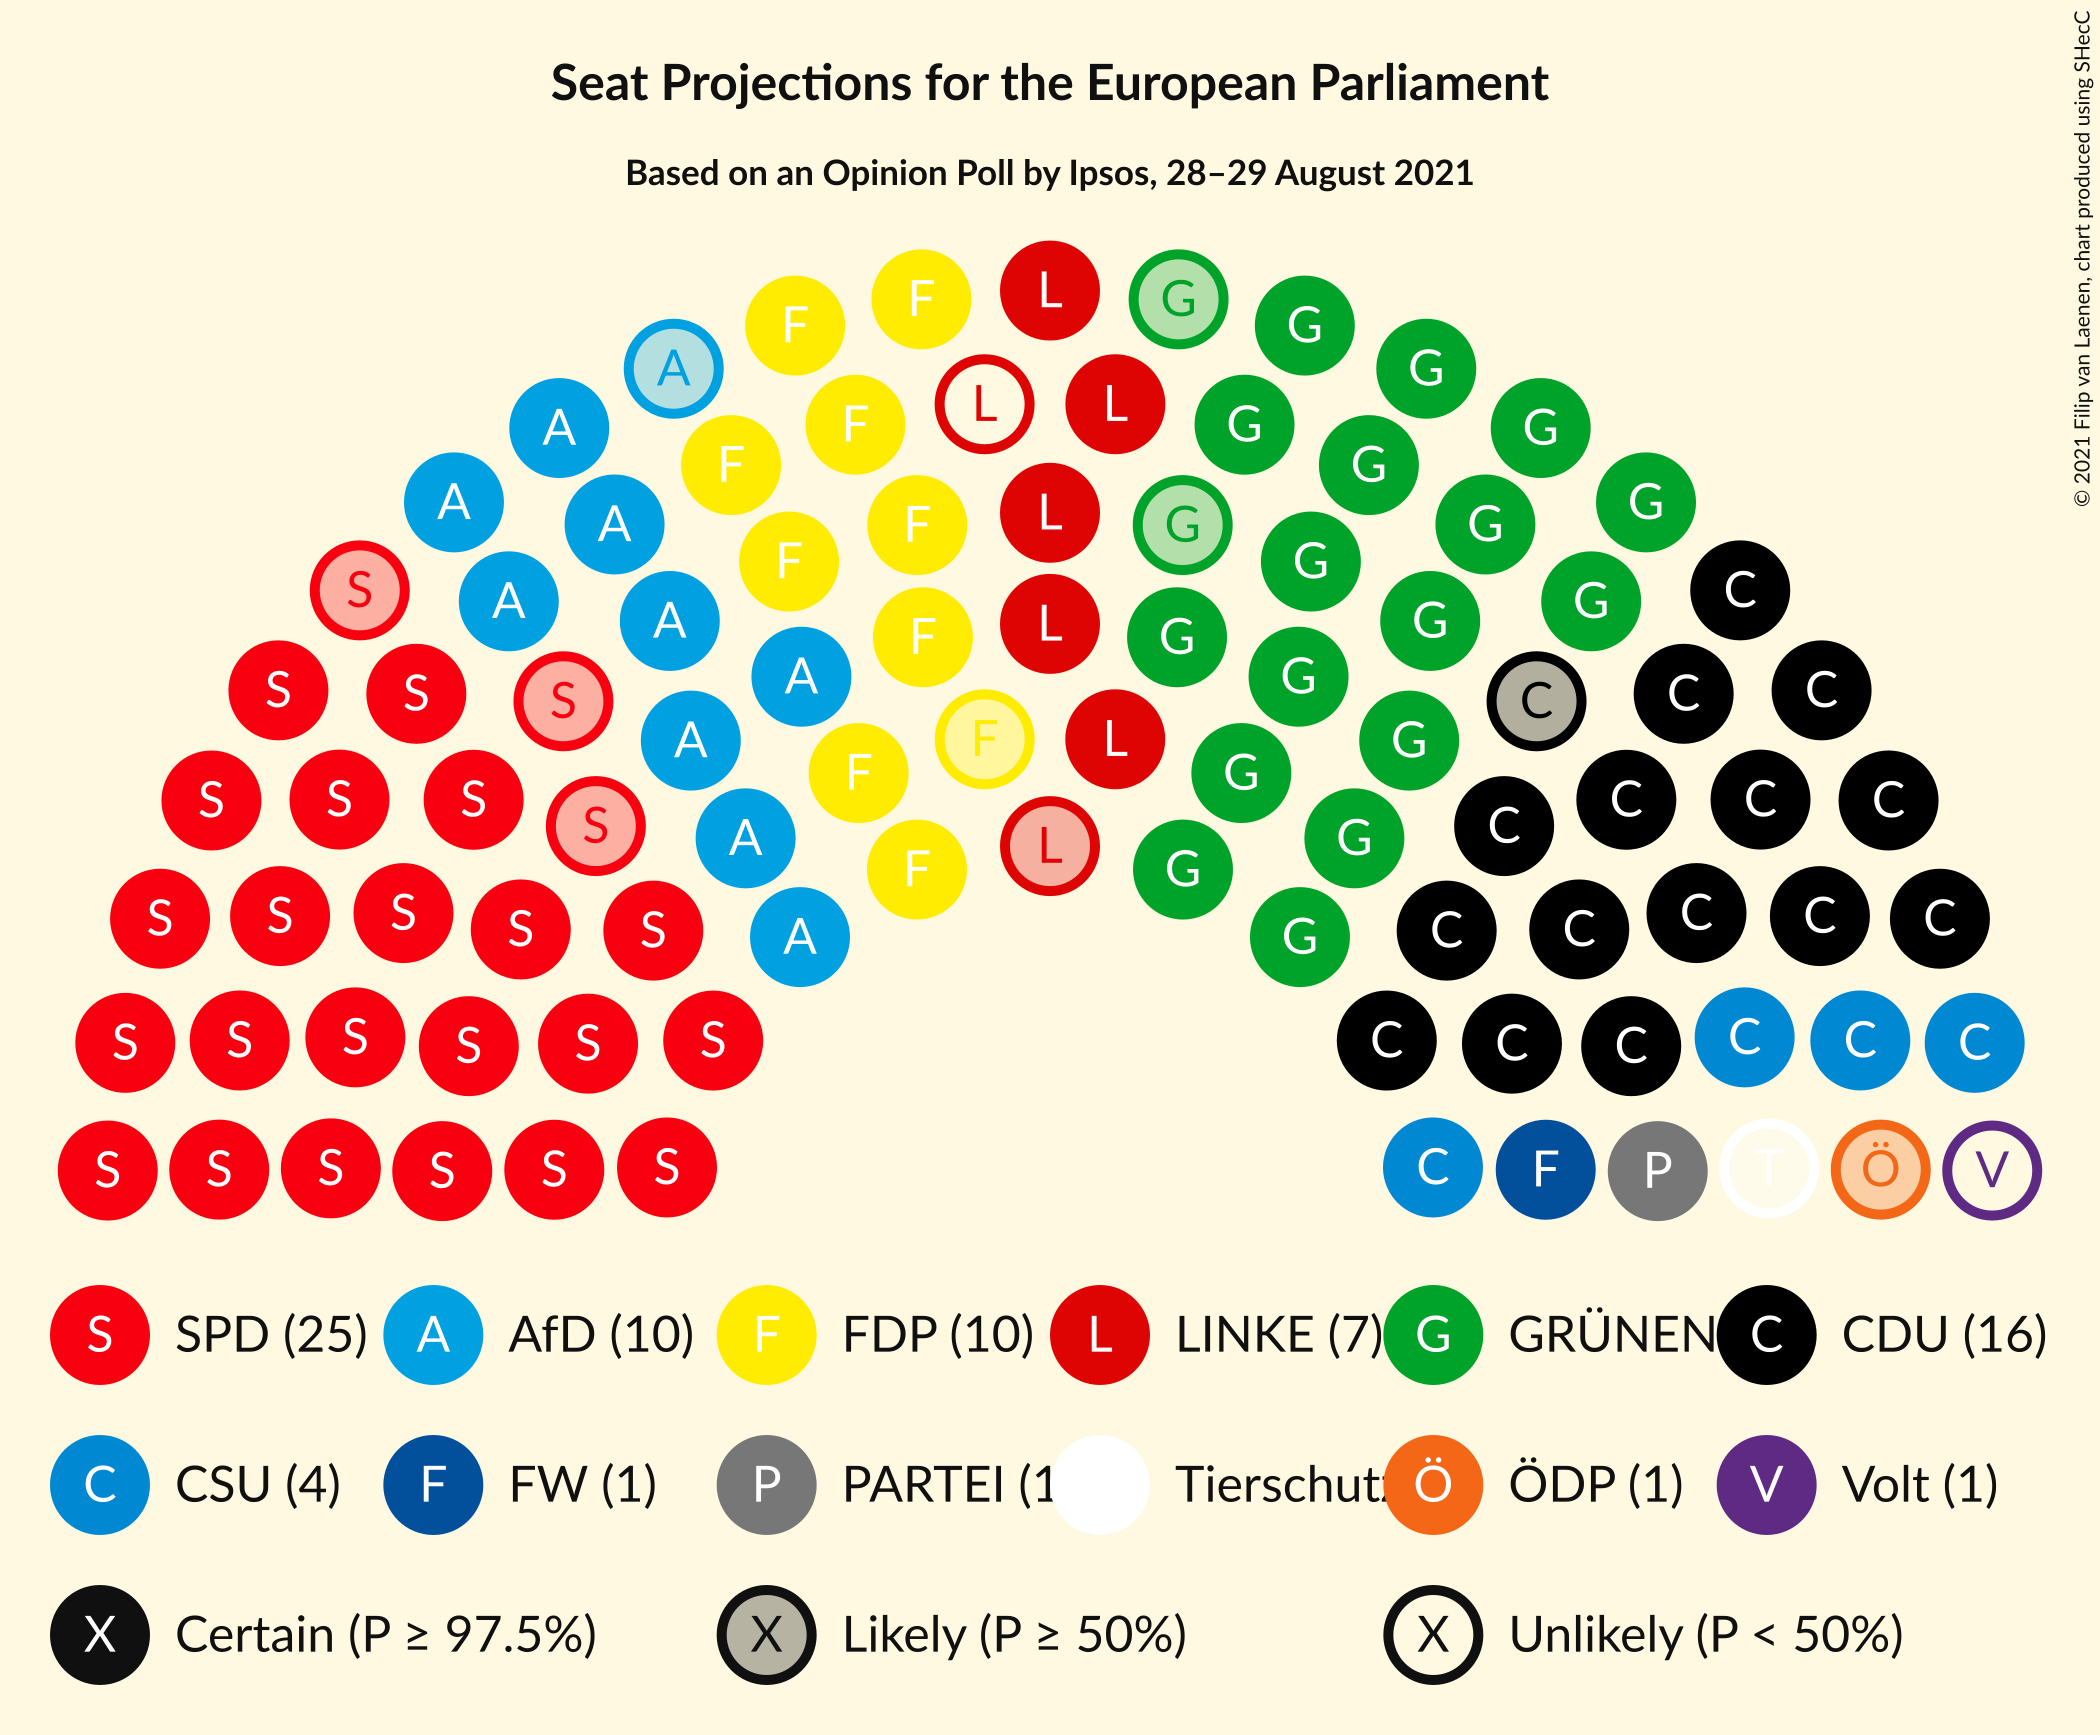 Seat Projections for the European Parliament
Based on an Opinion Poll by Ipsos, 28–29 August 2021
© 2021 Filip van Laenen, chart produced using SHecC
L
F G
F G
A G
L L
A F G G
F G
A G
A F L G G
F G
S A G C
A G
F L G
S S A G C C C
A G
F L
S S S F G C C C
S A L G C
F G
S S S S S A G C C C C C
S S S S S S C C C C C C
S S S S S S C F P T Ö V
S SPD (25) A AfD (10) F FDP (10) L LINKE (7) G GRÜNEN C CDU (16)
C CSU (4) F FW (1) P PARTEI (1 Tierschutz Ö ÖDP (1) V Volt (1)
X Certain (P ≥ 97.5%) X Likely (P ≥ 50%) X Unlikely (P < 50%)